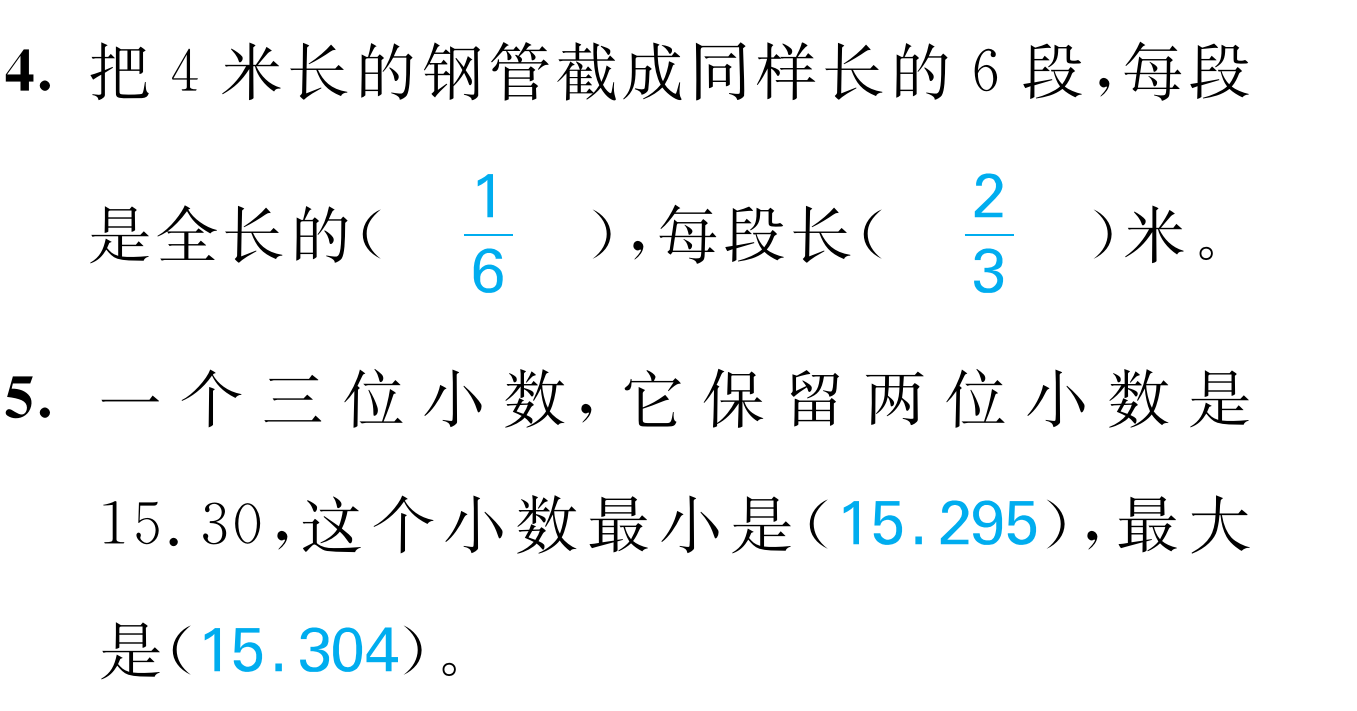 4. 把 4 米长的钢管截成同样长的 6 段,每段
是全长的( 1/6 ),每段长( 2/3 )米。
5. 一个三位小数,它保留两位小数是
15.30,这个小数最小是(15.295),最大
是(15.304)。